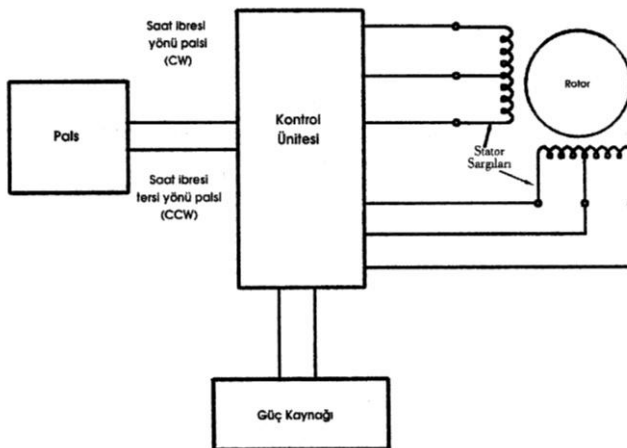 Saat ibresi
yönü palsi
(CW)
Pals
Kontrol
Ünitesi
Rotor
Stator
Sargıları
Saat ibresi
tersi yönü palsi
(CCW)
Güç Kaynağı